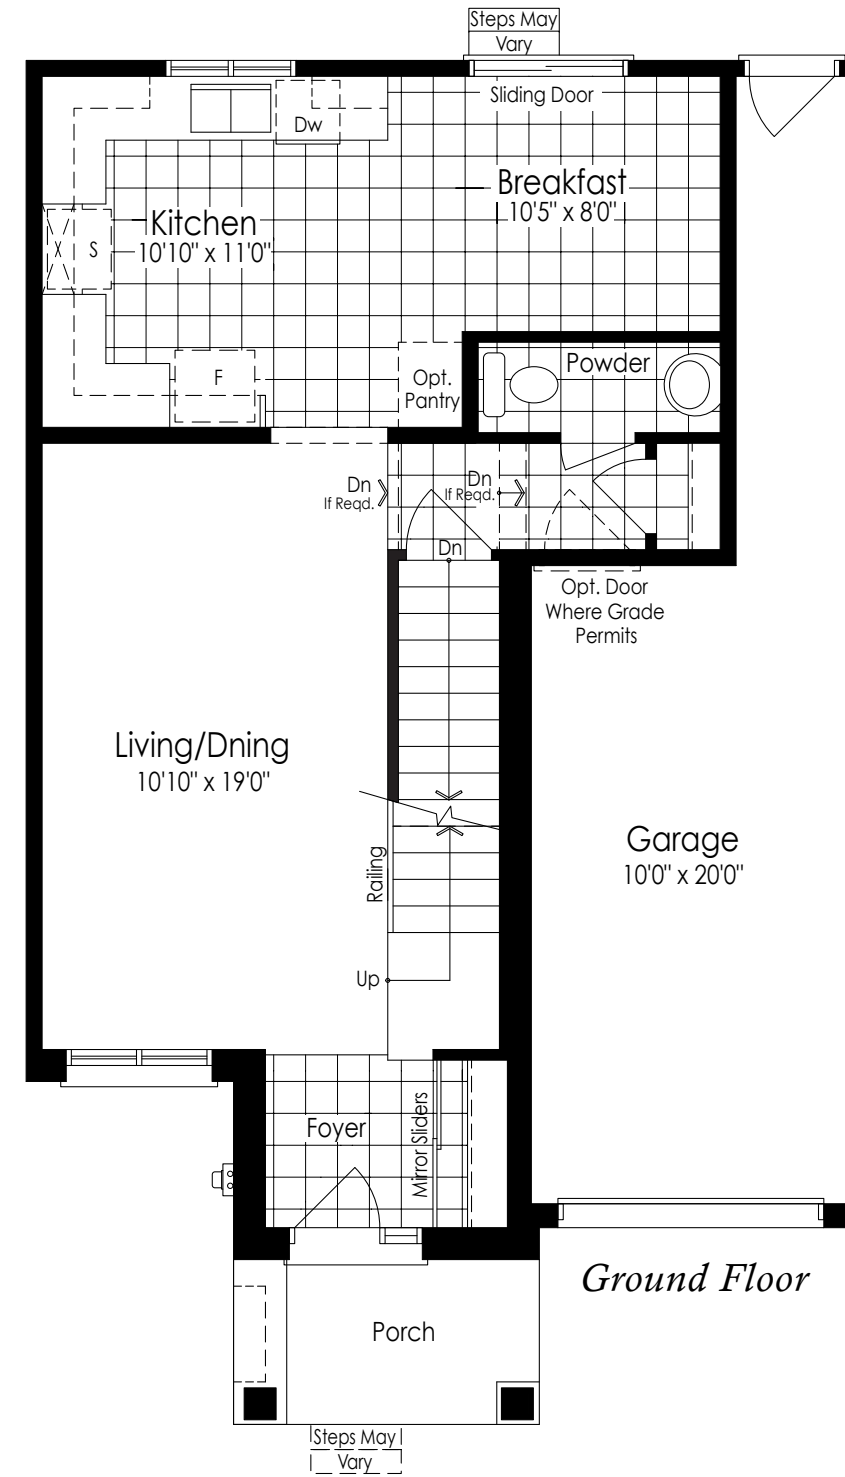 Steps May
Vary
Sliding Door
Dw
Breakfast
10'5" x 8'0"
Kitchen
10'10" x 11'0"
S
F
Opt.
Pantry
Powder
Dn
If Reqd.
Dn
If Reqd.
Dn
Opt. Door
Where Grade
Permits
Living/Dning
10'10" x 19'0"
Garage
10'0" x 20'0"
Railing
Up
Mirror Sliders
Foyer
Ground Floor
Porch
Steps May
Vary